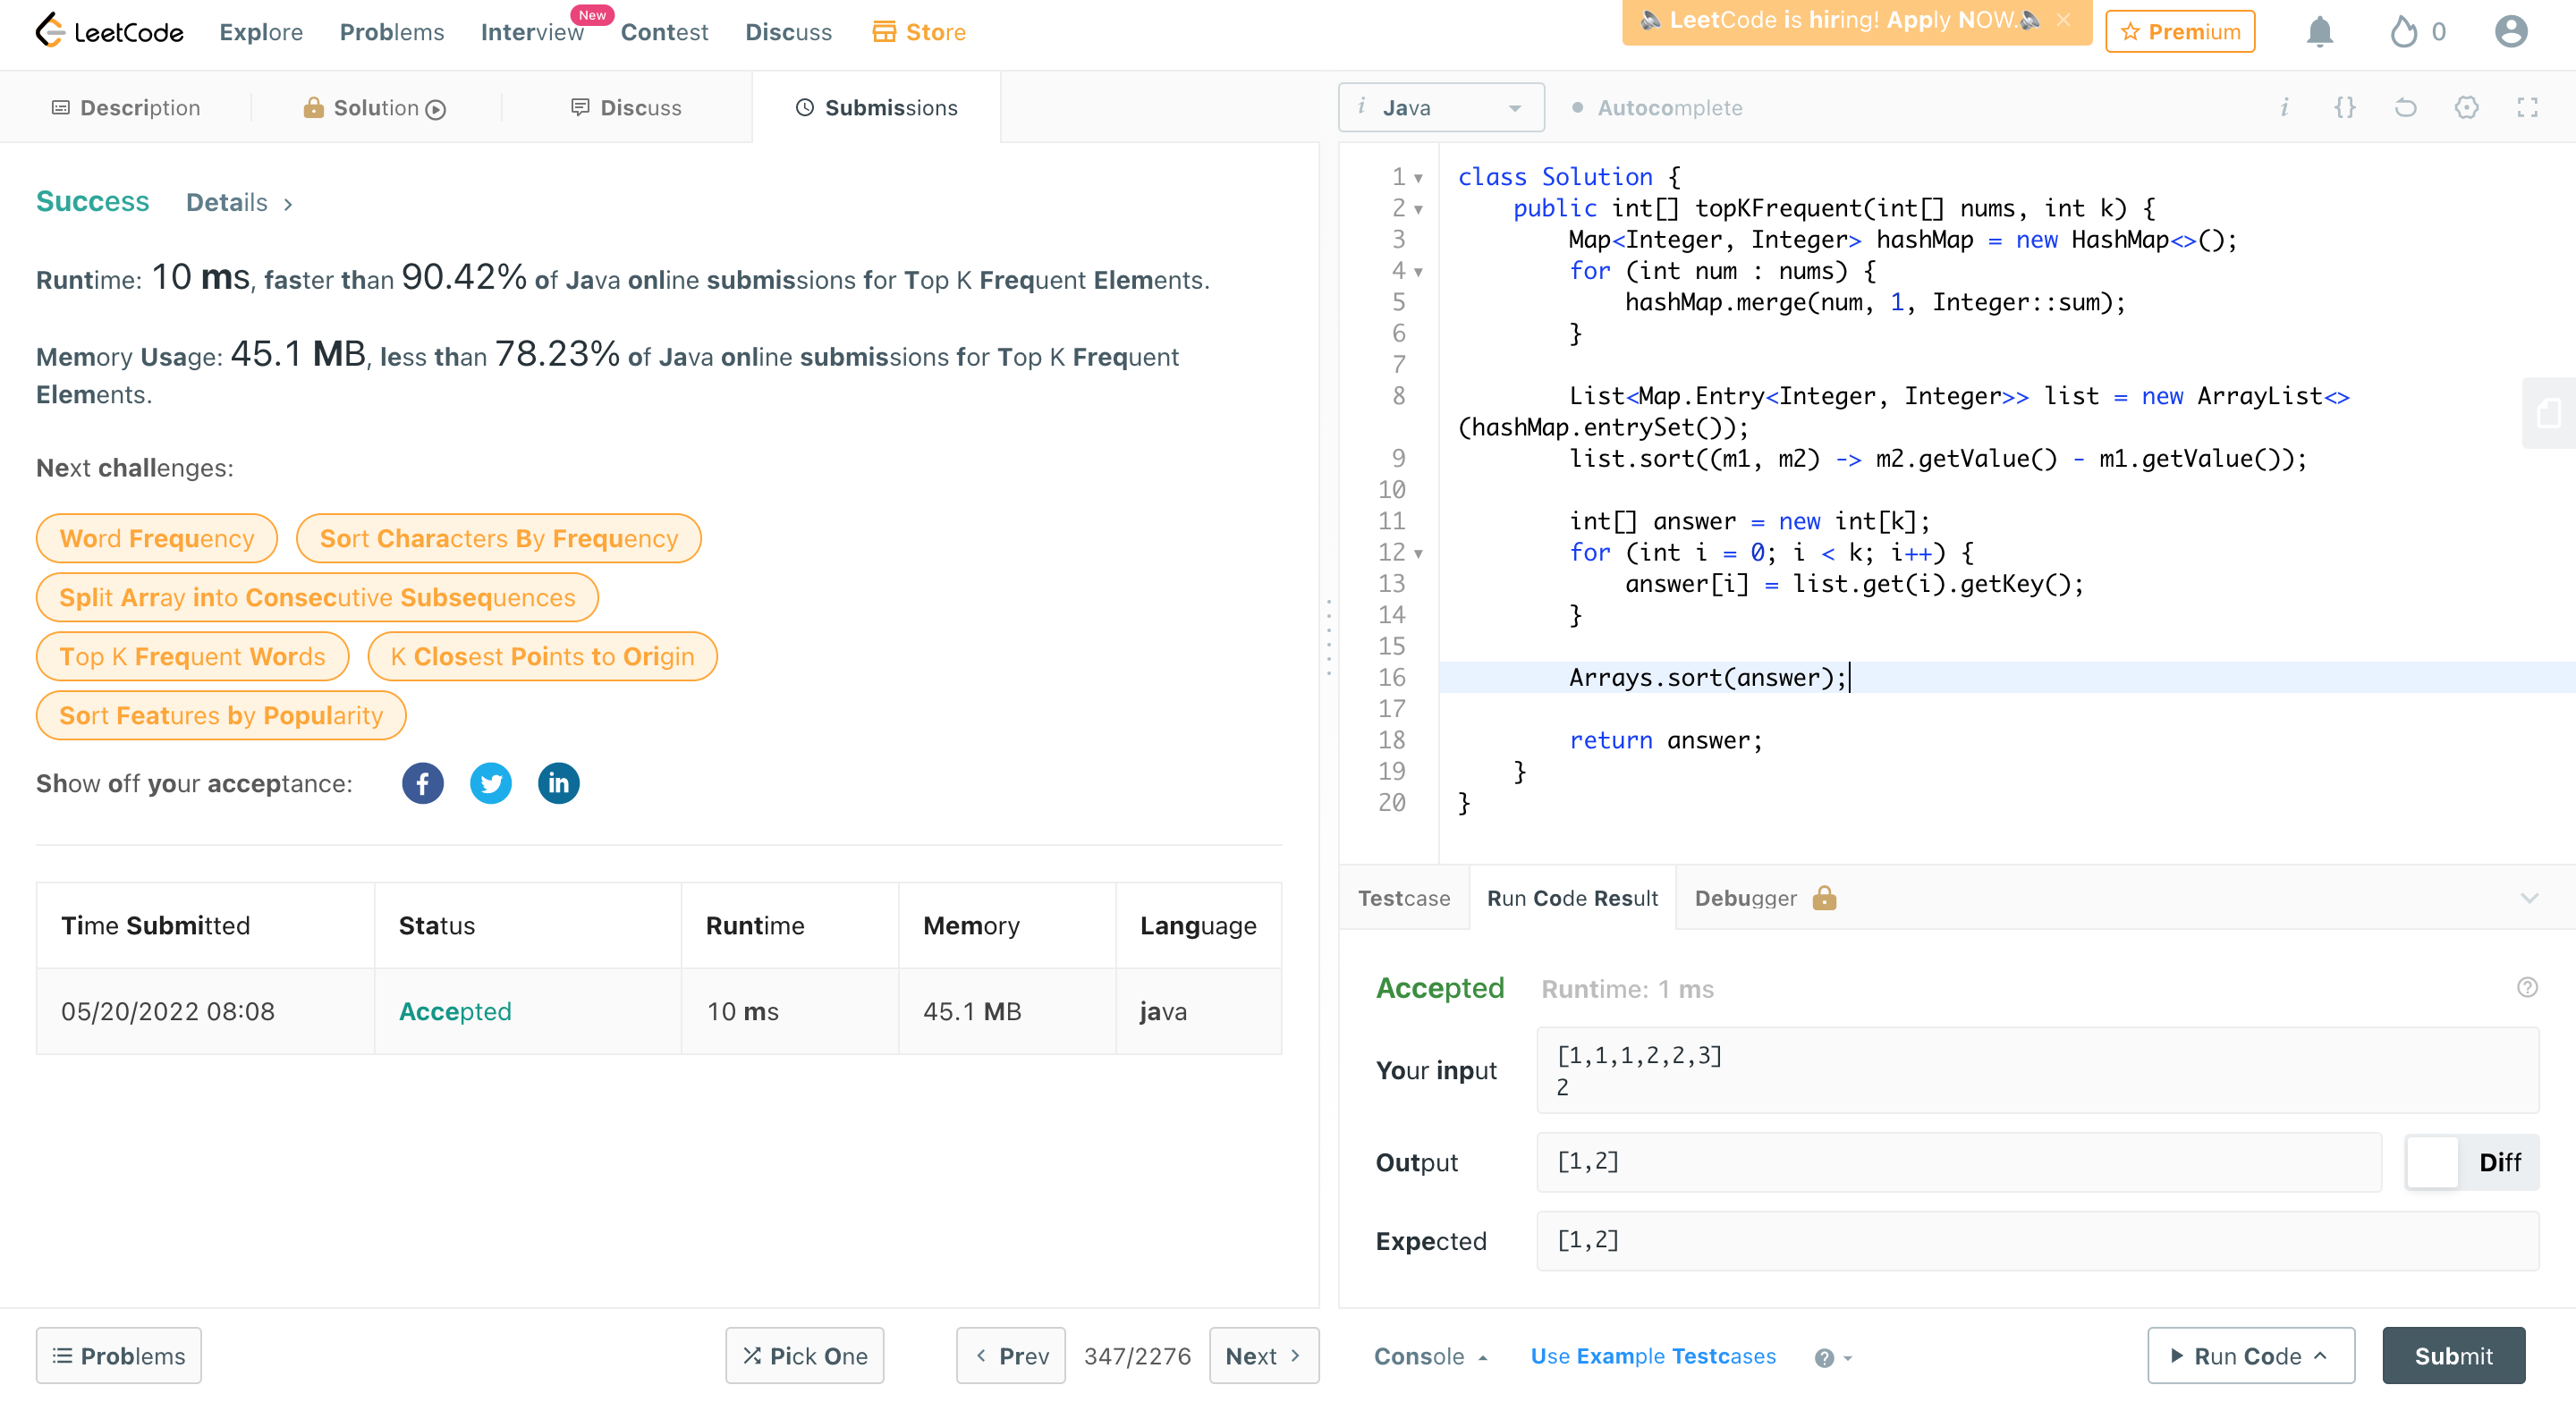 LeetCode Explore Problems Interview New Contest Discuss Store 🔈 LeetCode is hiring! Apply NOW.🔈 × Premium 0
Description Solution Discuss Submissions
i Java Autocomplete i {}
Success Details >
Runtime: 10 ms, faster than 90.42% of Java online submissions for Top K Frequent Elements.
Memory Usage: 45.1 MB, less than 78.23% of Java online submissions for Top K Frequent
Elements.
Next challenges:
Word Frequency Sort Characters By Frequency
Split Array into Consecutive Subsequences
Top K Frequent Words K Closest Points to Origin
Sort Features by Popularity
Show off your acceptance:
Time Submitted Status Runtime Memory Language
05/20/2022 08:08 Accepted 10 ms 45.1 MB java
1 class Solution {
2 public int[] topKFrequent(int[] nums, int k) {
3 Map<Integer, Integer> hashMap = new HashMap<>();
4 for (int num : nums) {
5 hashMap.merge(num, 1, Integer::sum);
6 }
7
8 List<Map.Entry<Integer, Integer>> list = new ArrayList<>
(hashMap.entrySet());
9 list.sort((m1, m2) -> m2.getValue() - m1.getValue());
10
11 int[] answer = new int[k];
12 for (int i = 0; i < k; i++) {
13 answer[i] = list.get(i).getKey();
14 }
15
16 Arrays.sort(answer);
17
18 return answer;
19 }
20 }
Testcase Run Code Result Debugger
Accepted Runtime: 1 ms
Your input
[1,1,1,2,2,3]
2
Output [1,2] Diff
Expected [1,2]
Problems Pick One < Prev 347/2276 Next > Console Use Example Testcases Run Code Submit